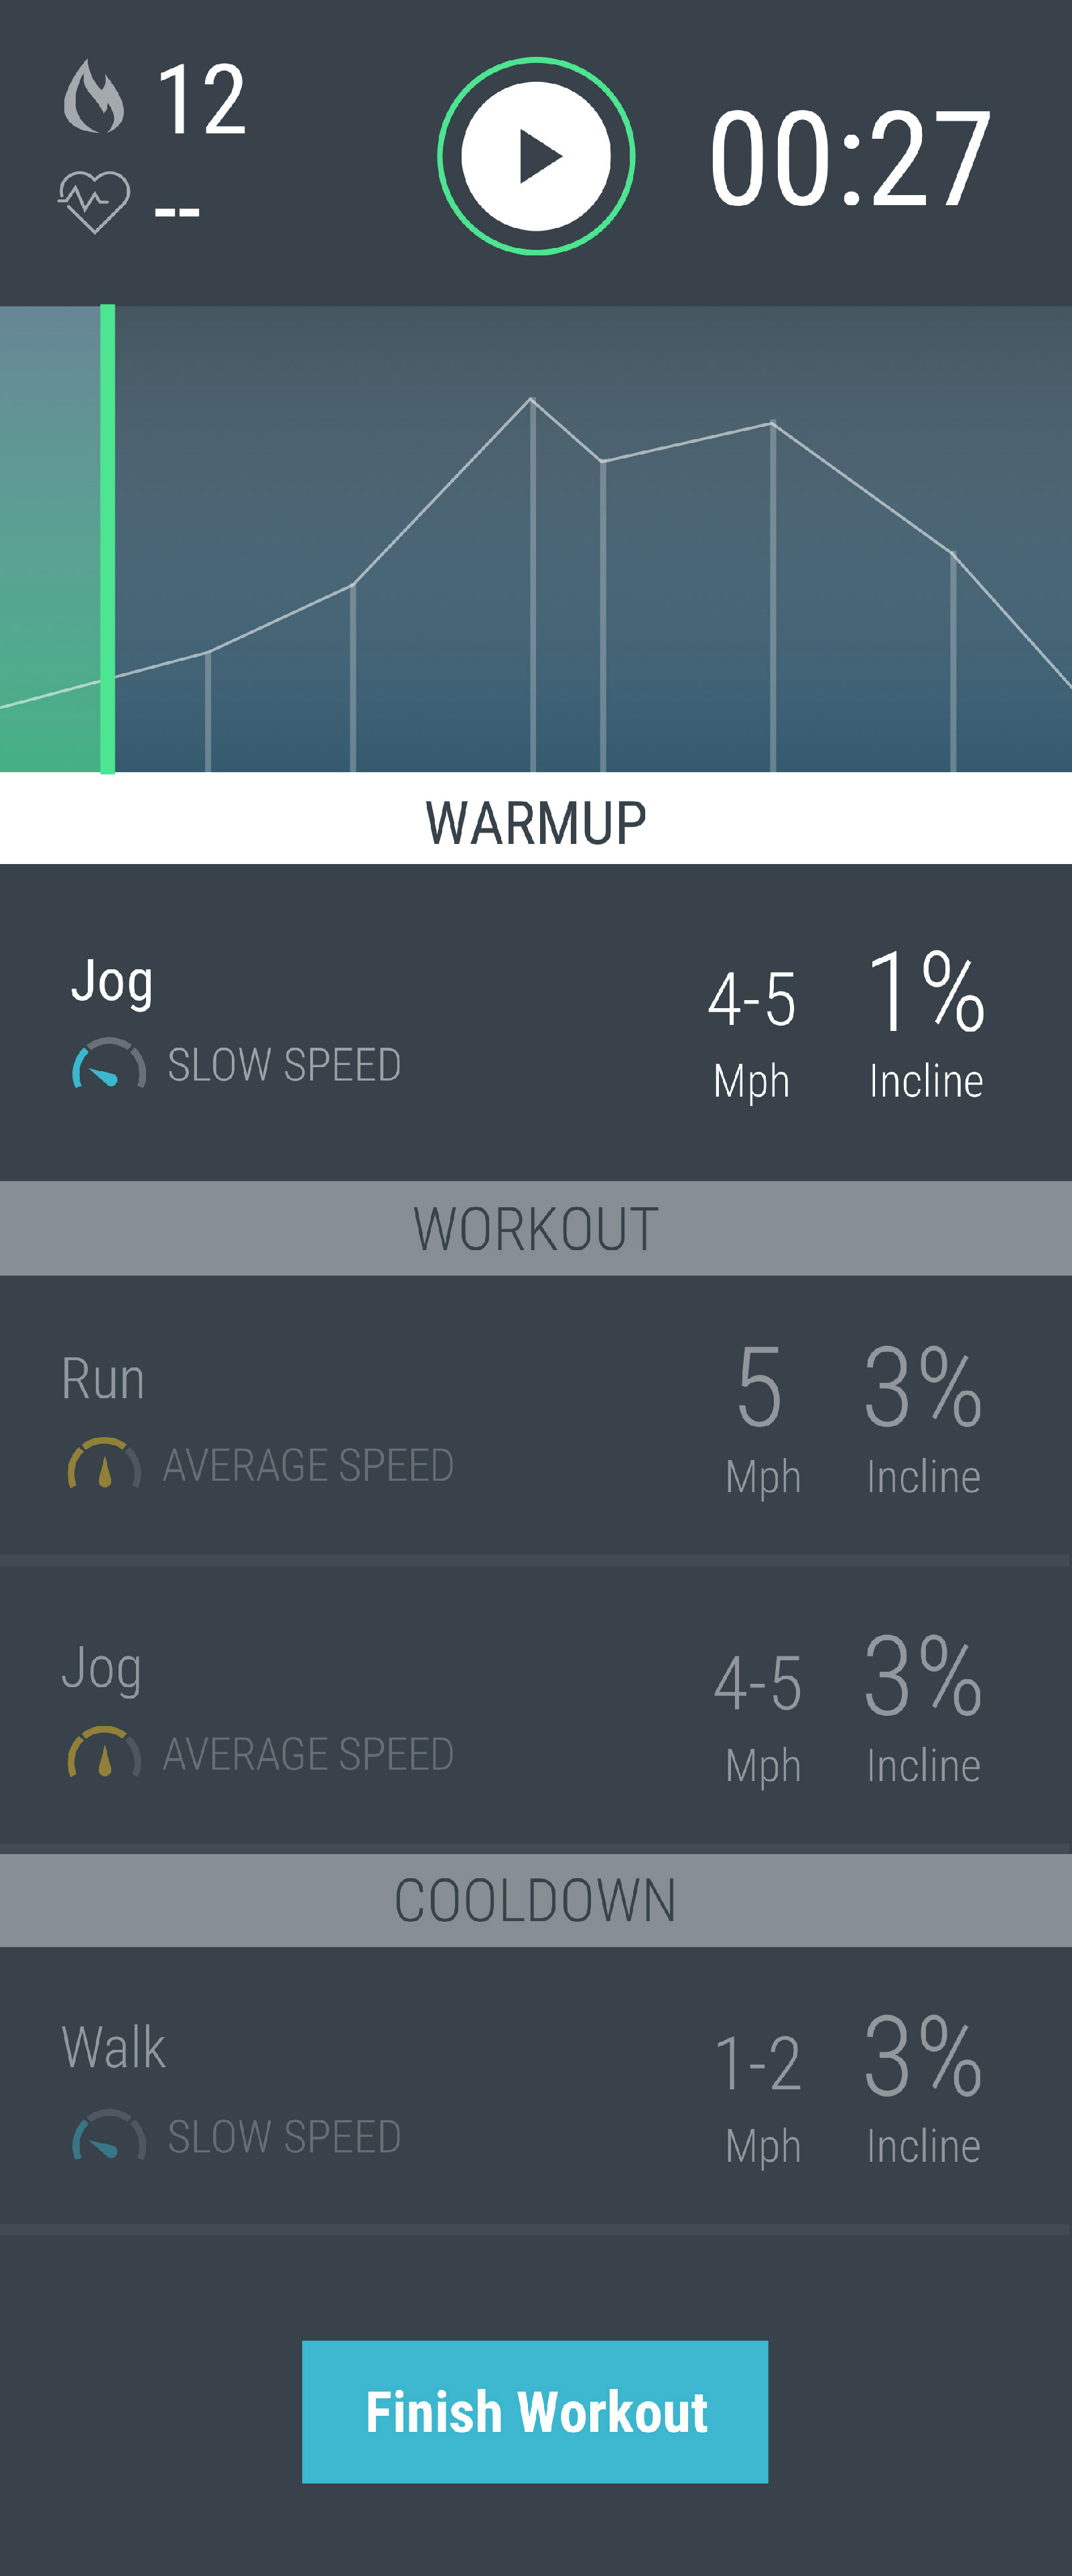 12
--
00:27
WARMUP
Jog
SLOW SPEED
4-5
Mph
1%
Incline
WORKOUT
Run
AVERAGE SPEED
5
Mph
3%
Incline
Jog
AVERAGE SPEED
4-5
Mph
3%
Incline
COOLDOWN
Walk
SLOW SPEED
1-2
Mph
3%
Incline
Finish Workout